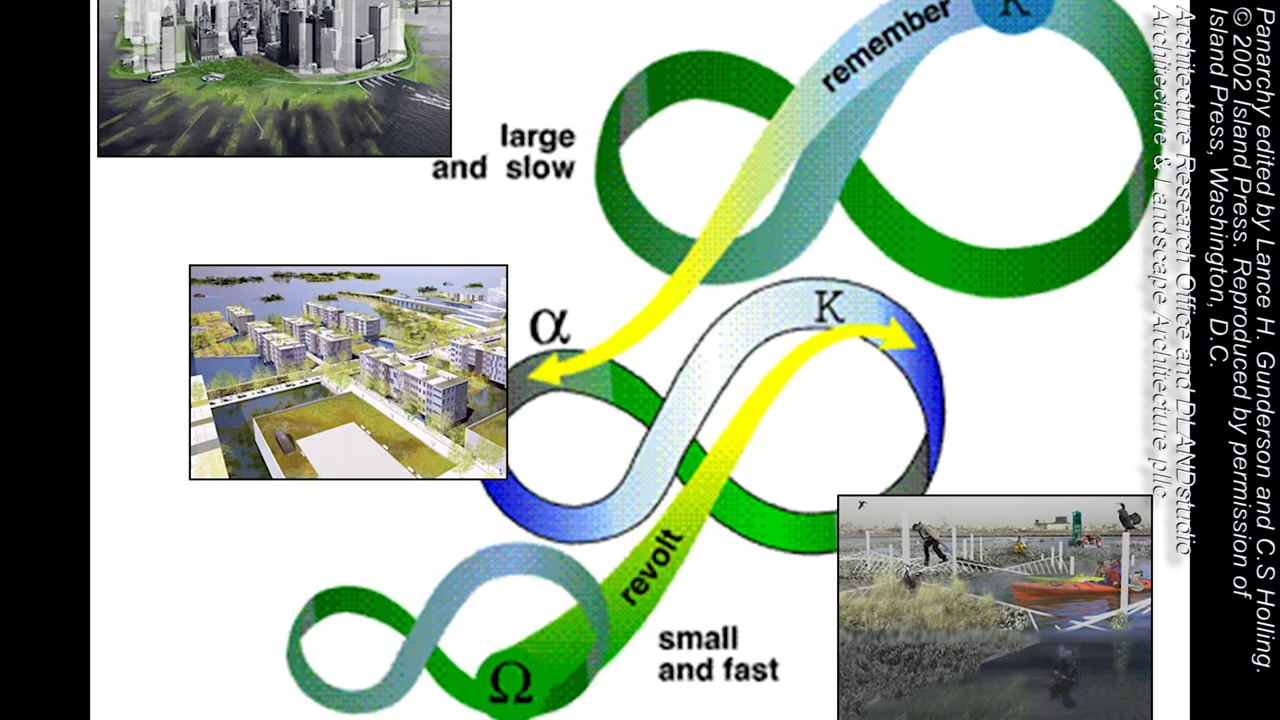 K
remember
large
and slow
α
K
revolt
small
and fast
Ω
Panarchy edited by Lance H. Gunderson and C.S Holling.
© 2002 Island Press. Reproduced by permission of
Island Press, Washington, D.C.
Architecture Research Office and DLANDstudio
Architecture & Landscape Architecture pllc